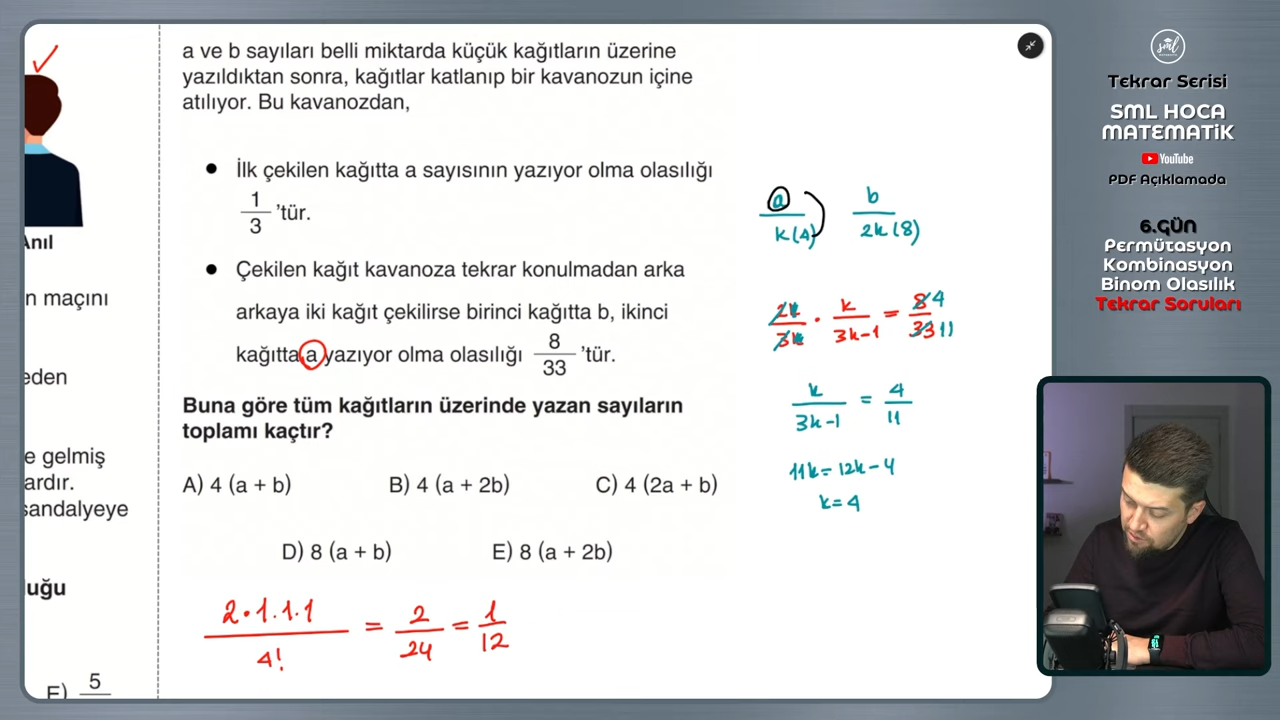 a ve b sayıları belli miktarda küçük kağıtların üzerine
yazıldıktan sonra, kağıtlar katlanıp bir kavanozun içine
atılıyor. Bu kavanozdan,
• İlk çekilen kağıtta a sayısının yazıyor olma olasılığı
1/3 'tür.
• Çekilen kağıt kavanoza tekrar konulmadan arka
arkaya iki kağıt çekilirse birinci kağıtta b, ikinci
kağıtta a yazıyor olma olasılığı 8/33 'tür.
Buna göre tüm kağıtların üzerinde yazan sayıların
toplamı kaçtır?
A) 4 (a + b)
B) 4 (a + 2b)
C) 4 (2a + b)
D) 8 (a + b)
E) 8 (a + 2b)
2·1·1·1 / 4! = 2/24 = 1/12
a / k(4)
b / 2k(8)
2k/3k · k/3k-1 = 8/33 4 11
k/3k-1 = 4/11
11k = 12k - 4
k = 4
Anıl
n maçını
eden
e gelmiş
ardır.
sandalyeye
luğu
E) 5
sml
Tekrar Serisi
SML HOCA
MATEMATİK
YouTube
PDF Açıklamada
6.GÜN
Permütasyon
Kombinasyon
Binom Olasılık
Tekrar Soruları